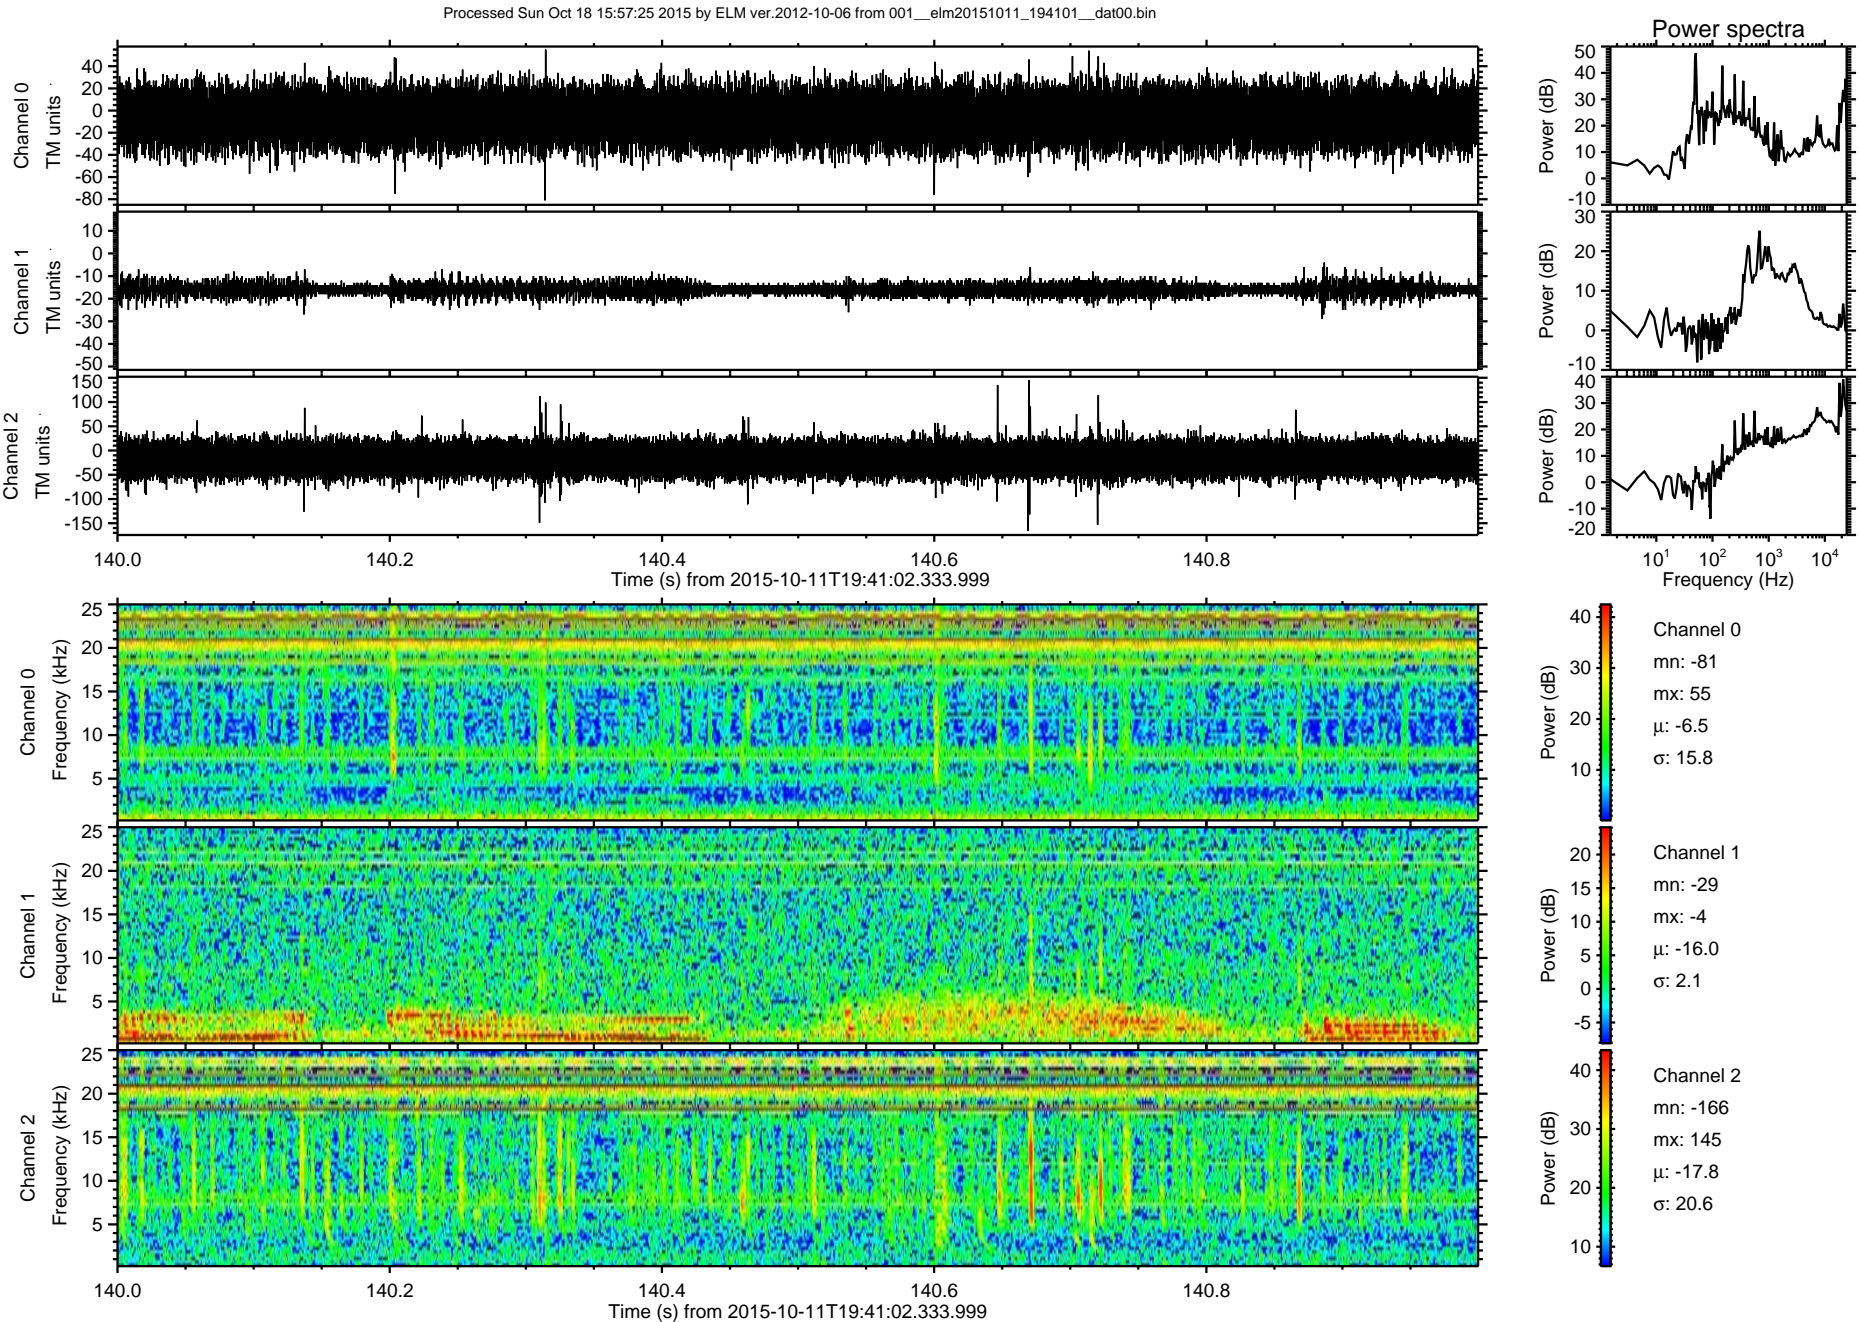 Processed Sun Oct 18 15:57:25 2015 by ELM ver.2012-10-06 from 001__elm20151011_194101__dat00.bin
Power spectra
Channel 0
TM units
40
20
0
-20
-40
-60
-80
Power (dB)
50
40
30
20
10
0
-10
Channel 1
TM units
10
0
-10
-20
-30
-40
-50
Power (dB)
30
20
10
0
-10
Channel 2
TM units
150
100
50
0
-50
-100
-150
Power (dB)
40
30
20
10
0
-10
-20
140.0 140.2 140.4 140.6 140.8
Time (s) from 2015-10-11T19:41:02.333.999
10^1 10^2 10^3 10^4
Frequency (Hz)
Channel 0
Frequency (kHz)
25
20
15
10
5
Power (dB)
40
30
20
10
Channel 0
mn: -81
mx: 55
μ: -6.5
σ: 15.8
Channel 1
Frequency (kHz)
25
20
15
10
5
Power (dB)
20
15
10
5
0
-5
Channel 1
mn: -29
mx: -4
μ: -16.0
σ: 2.1
Channel 2
Frequency (kHz)
25
20
15
10
5
Power (dB)
40
30
20
10
Channel 2
mn: -166
mx: 145
μ: -17.8
σ: 20.6
140.0 140.2 140.4 140.6 140.8
Time (s) from 2015-10-11T19:41:02.333.999